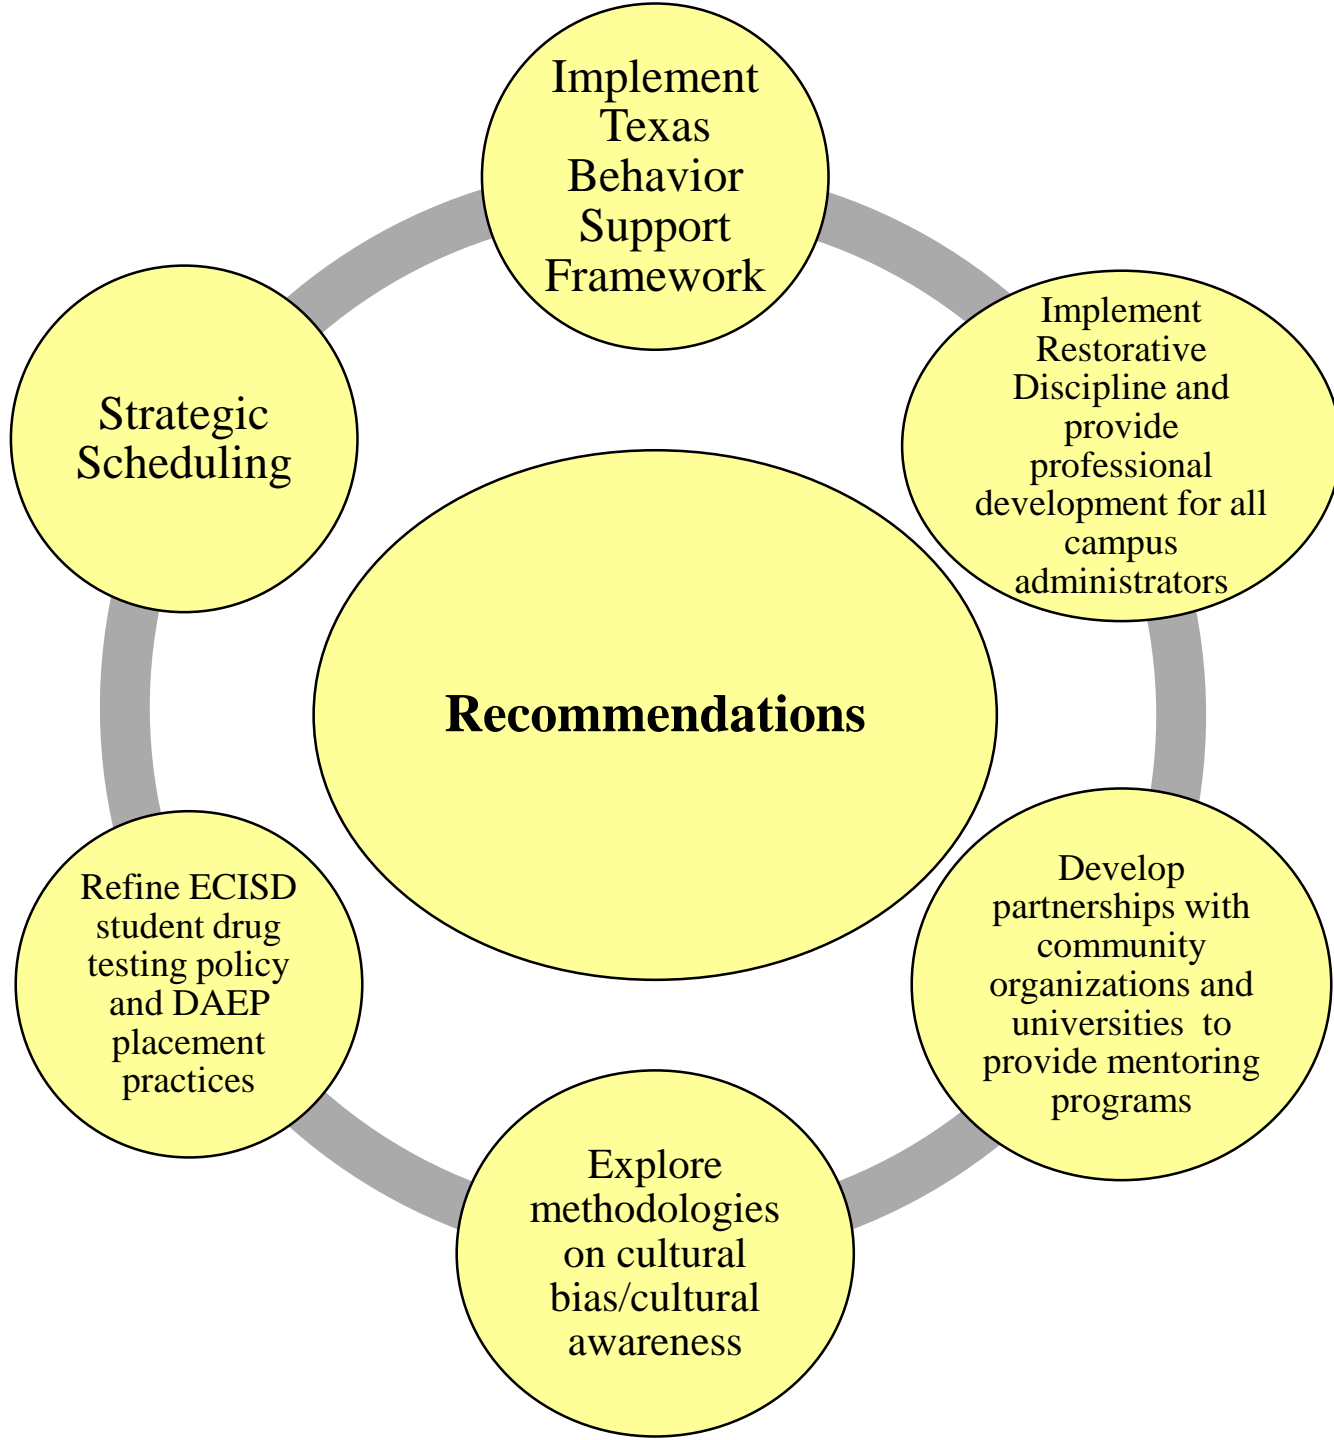 Implement
Texas
Behavior
Support
Framework
Implement
Restorative
Discipline and
provide
professional
development for all
campus
administrators
Develop
partnerships with
community
organizations and
universities  to
provide mentoring
programs
Explore
methodologies
on cultural
bias/cultural
awareness
Refine ECISD
student drug
testing policy
and DAEP
placement
practices
Strategic
Scheduling
Recommendations